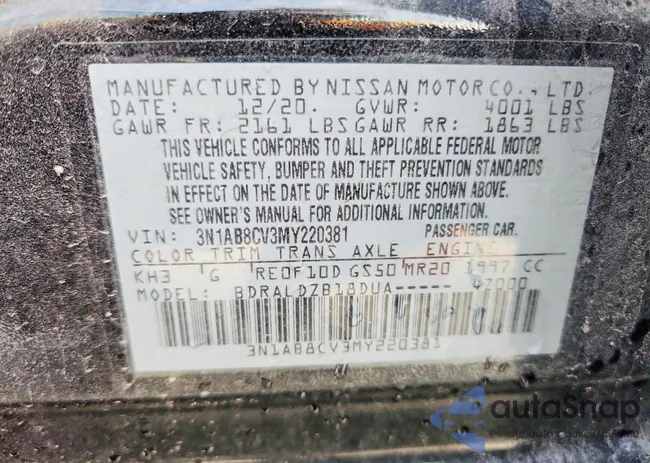 MANUFACTURED BY NISSAN MOTOR CO., LTD.
DATE: 12/20. GVWR: 4001 LBS
GAWR FR: 2161 LBS GAWR RR: 1863 LBS
THIS VEHICLE CONFORMS TO ALL APPLICABLE FEDERAL MOTOR
VEHICLE SAFETY, BUMPER AND THEFT PREVENTION STANDARDS
IN EFFECT ON THE DATE OF MANUFACTURE SHOWN ABOVE.
SEE OWNER'S MANUAL FOR ADDITIONAL INFORMATION.
VIN: 3N1AB8CV3MY220381 PASSENGER CAR.
COLOR TRIM TRANS AXLE ENGINE
KH3 G RE0F10D GS50 MR20 1997 CC
MODEL: BDRALDZB18DUA-----
3N1AB8CV3MY220381
autoSnap